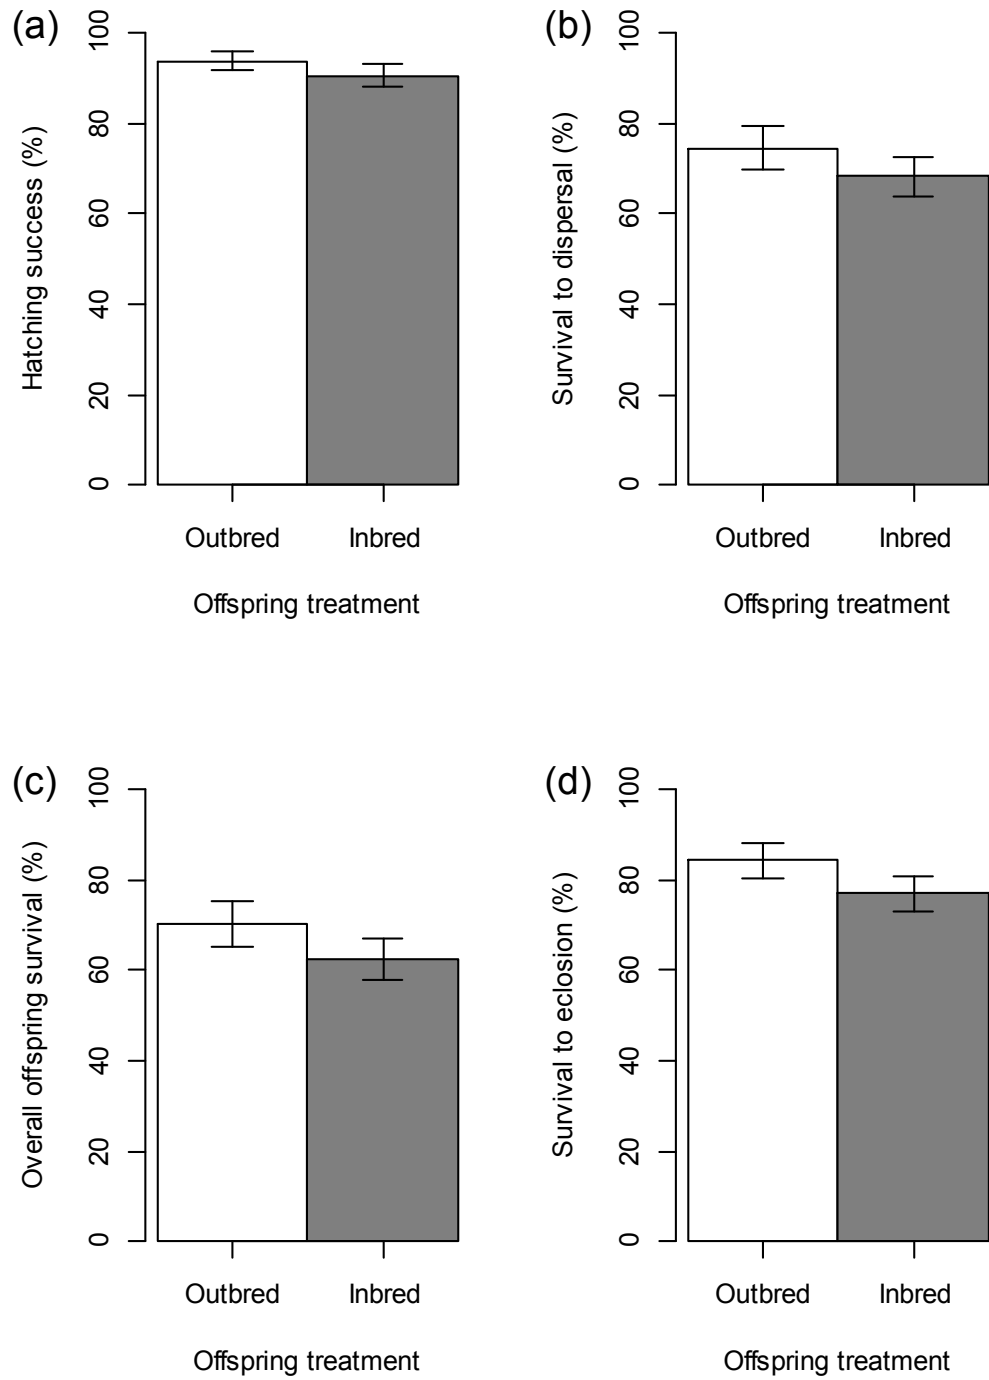 (a)
Hatching success (%)
100
80
60
40
20
0
Outbred Inbred
Offspring treatment
(b)
Survival to dispersal (%)
100
80
60
40
20
0
Outbred Inbred
Offspring treatment
(c)
Overall offspring survival (%)
100
80
60
40
20
0
Outbred Inbred
Offspring treatment
(d)
Survival to eclosion (%)
100
80
60
40
20
0
Outbred Inbred
Offspring treatment